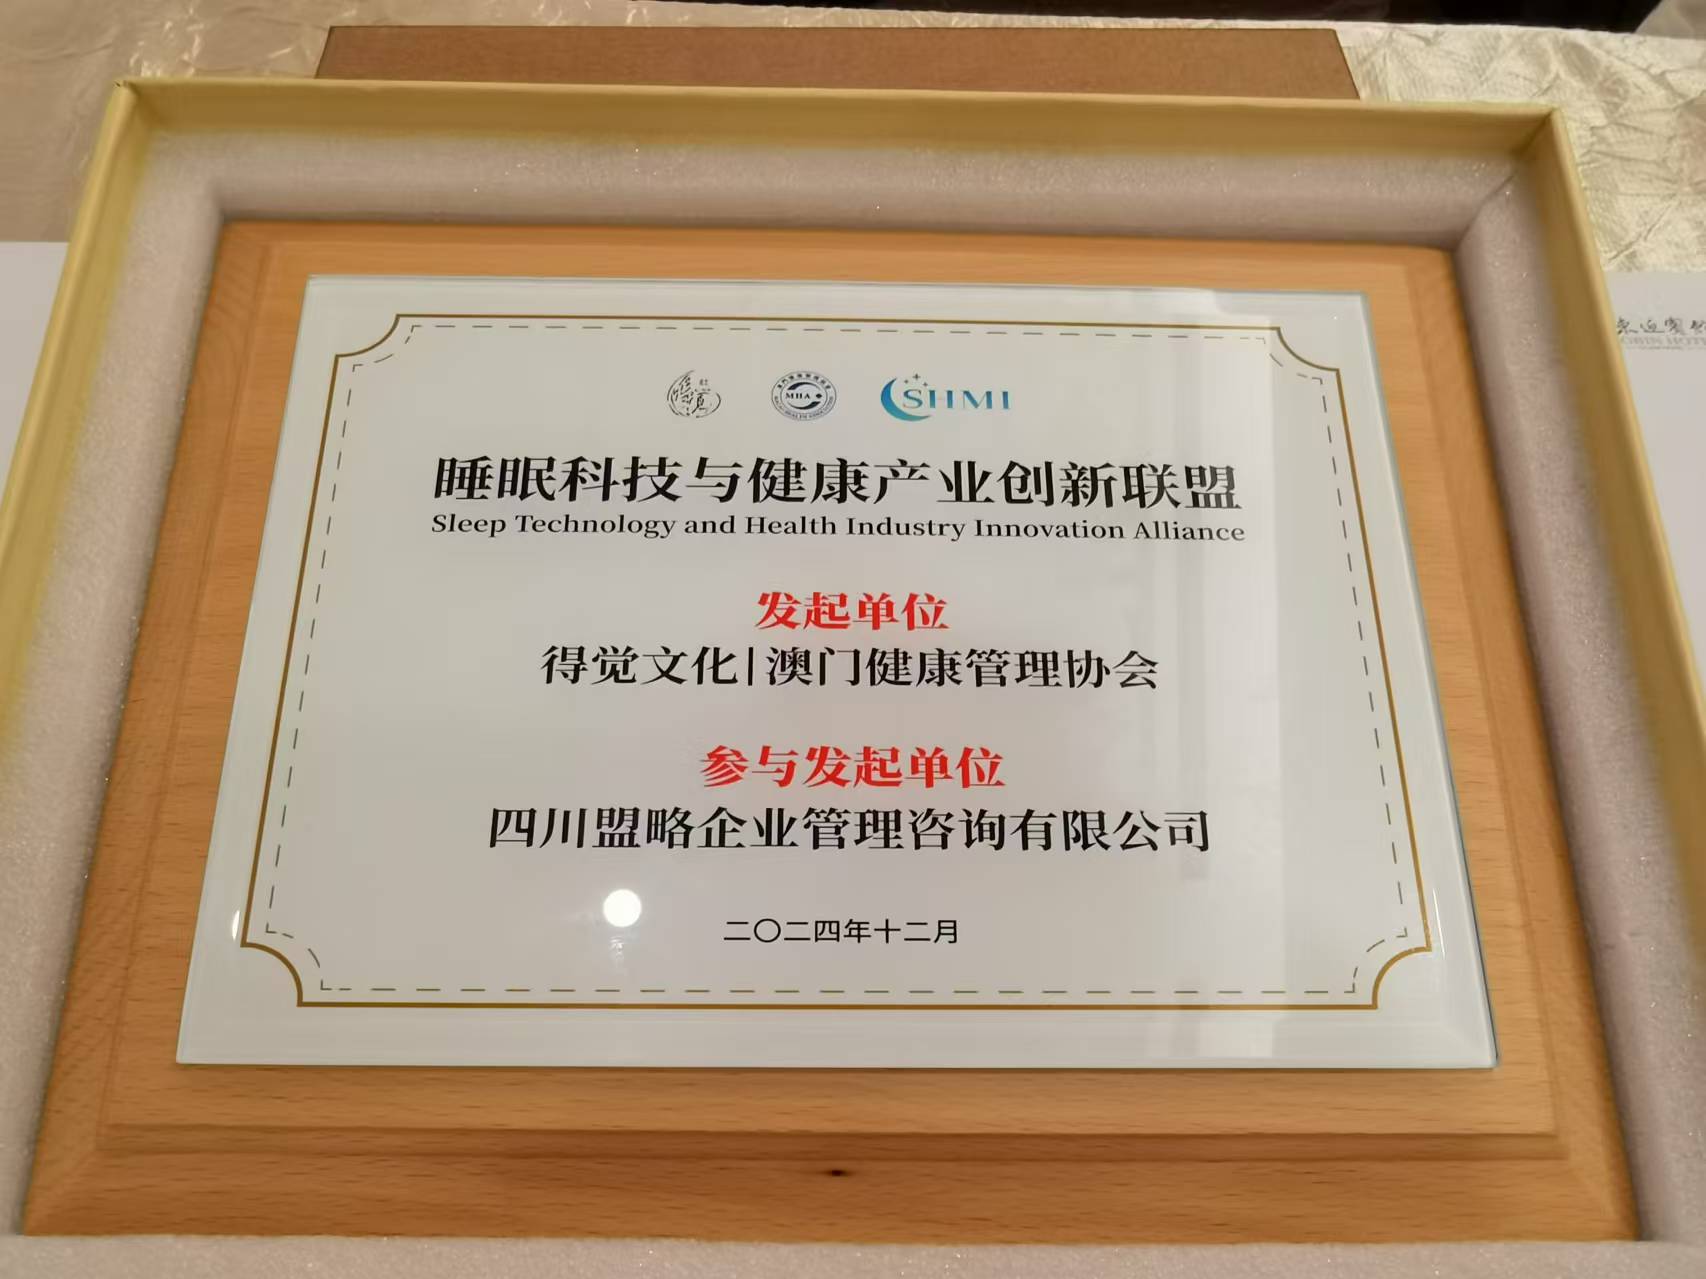 MHA
SHMI
睡眠科技与健康产业创新联盟
Sleep Technology and Health Industry Innovation Alliance
发起单位
得觉文化|澳门健康管理协会
参与发起单位
四川盟略企业管理咨询有限公司
二〇二四年十二月